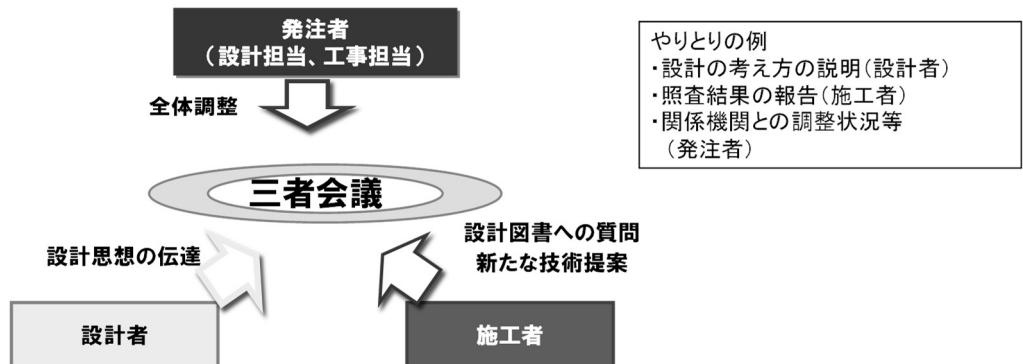 発注者
（設計担当、工事担当）
全体調整
三者会議
設計思想の伝達
設計図書への質問
新たな技術提案
設計者
施工者
やりとりの例
・設計の考え方の説明（設計者）
・照査結果の報告（施工者）
・関係機関との調整状況等
（発注者）